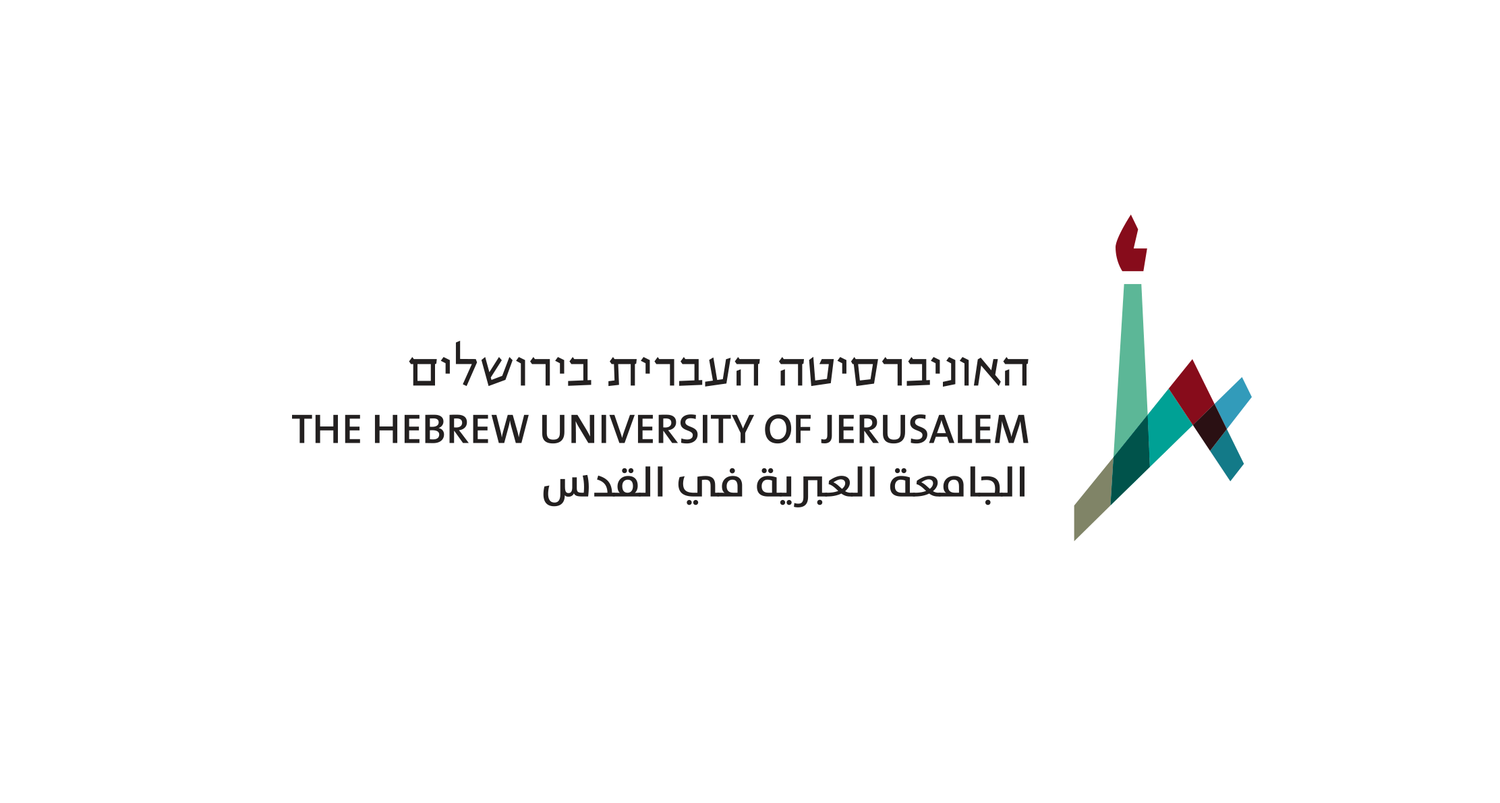 האוניברסיטה העברית בירושלים
THE HEBREW UNIVERSITY OF JERUSALEM
الجامعة العبرية في القدس